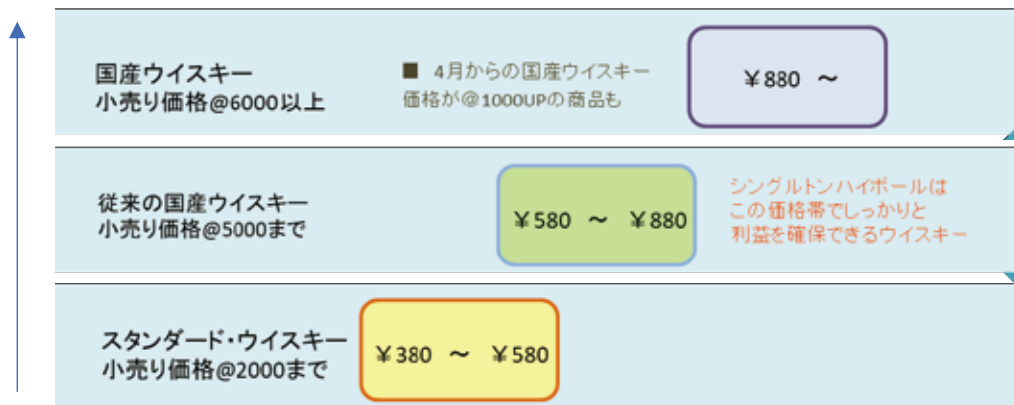 国産ウイスキー
小売り価格@6000以上
■ 4月からの国産ウイスキー
価格が@1000UPの商品も
￥880 ～
従来の国産ウイスキー
小売り価格@5000まで
￥580 ～ ￥880
シングルトンハイボールは
この価格帯でしっかりと
利益を確保できるウイスキー
スタンダード・ウイスキー
小売り価格@2000まで
￥380 ～ ￥580